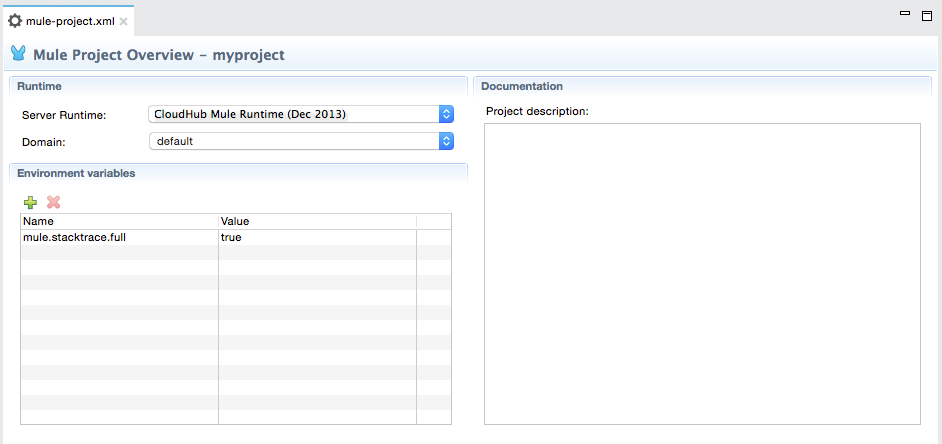 mule-project.xml
Mule Project Overview – myproject
Runtime
Server Runtime: CloudHub Mule Runtime (Dec 2013)
Domain: default
Environment variables
Name Value
mule.stacktrace.full true
Documentation
Project description: